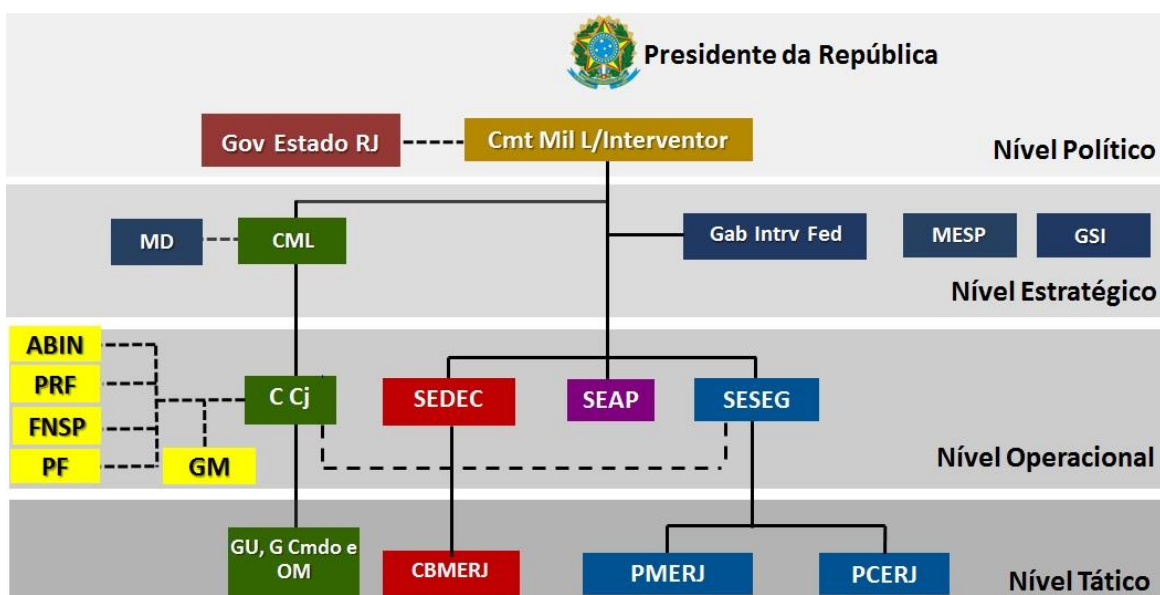 Presidente da República
Gov Estado RJ
Cmt Mil L/Interventor
Nível Político
MD
CML
Gab Intrv Fed
MESP
GSI
Nível Estratégico
ABIN
PRF
FNSP
PF
GM
C Cj
SEDEC
SEAP
SESEG
Nível Operacional
GU, G Cmdo e
OM
CBMERJ
PMERJ
PCERJ
Nível Tático